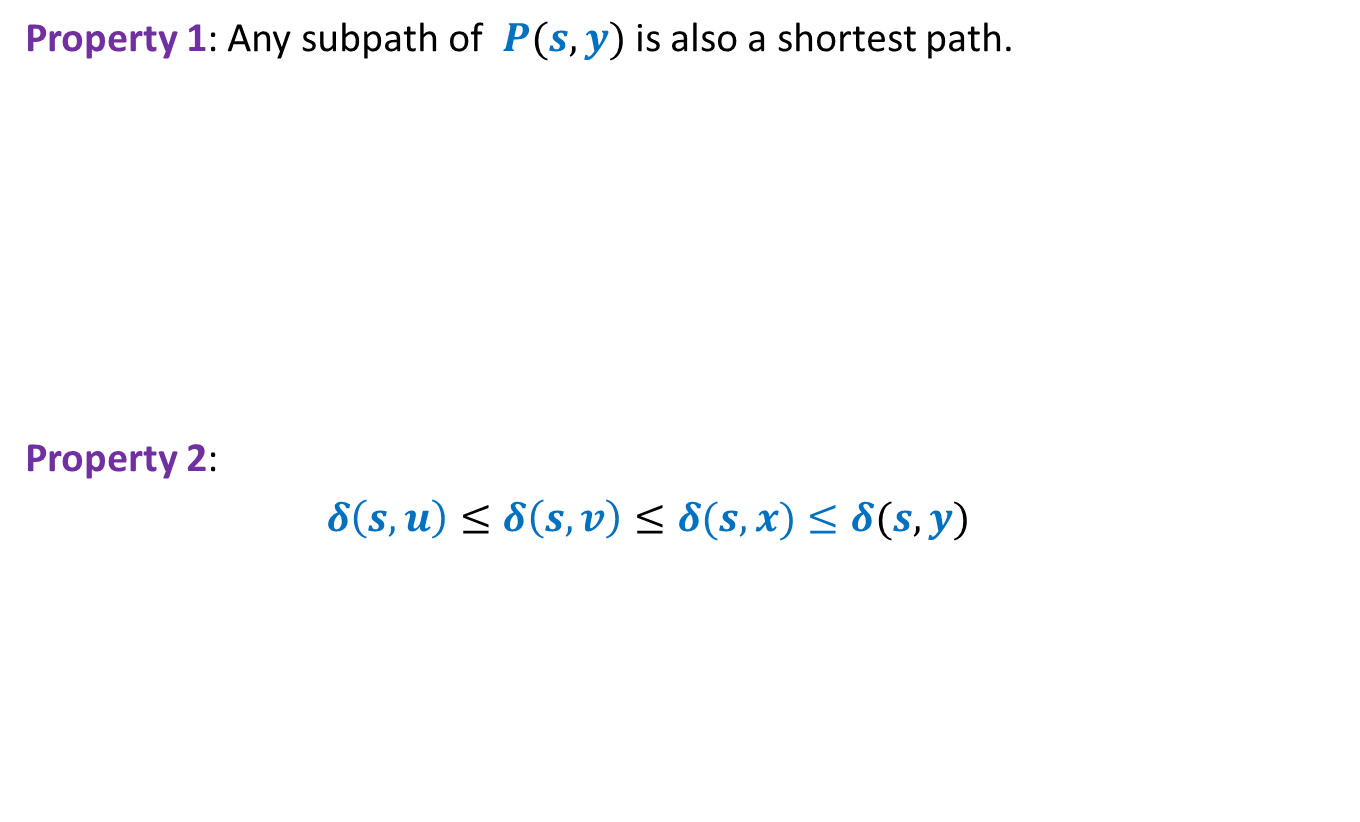 Property 1: Any subpath of P(s, y) is also a shortest path.
Property 2:
δ(s, u) ≤ δ(s, v) ≤ δ(s, x) ≤ δ(s, y)